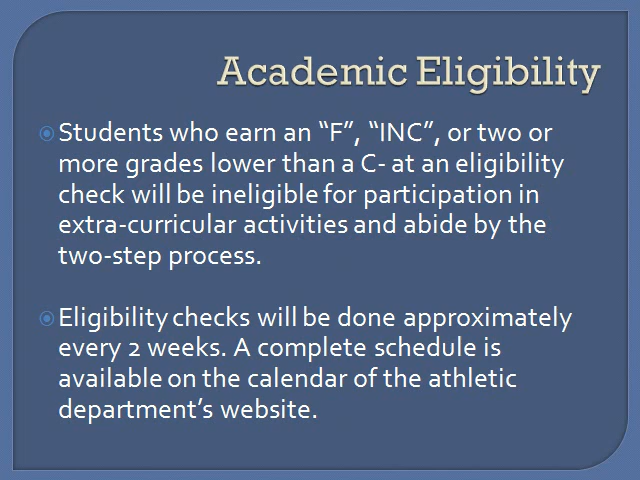 Academic Eligibility
Students who earn an “F”, “INC”, or two or
more grades lower than a C- at an eligibility
check will be ineligible for participation in
extra-curricular activities and abide by the
two-step process.
Eligibility checks will be done approximately
every 2 weeks. A complete schedule is
available on the calendar of the athletic
department’s website.